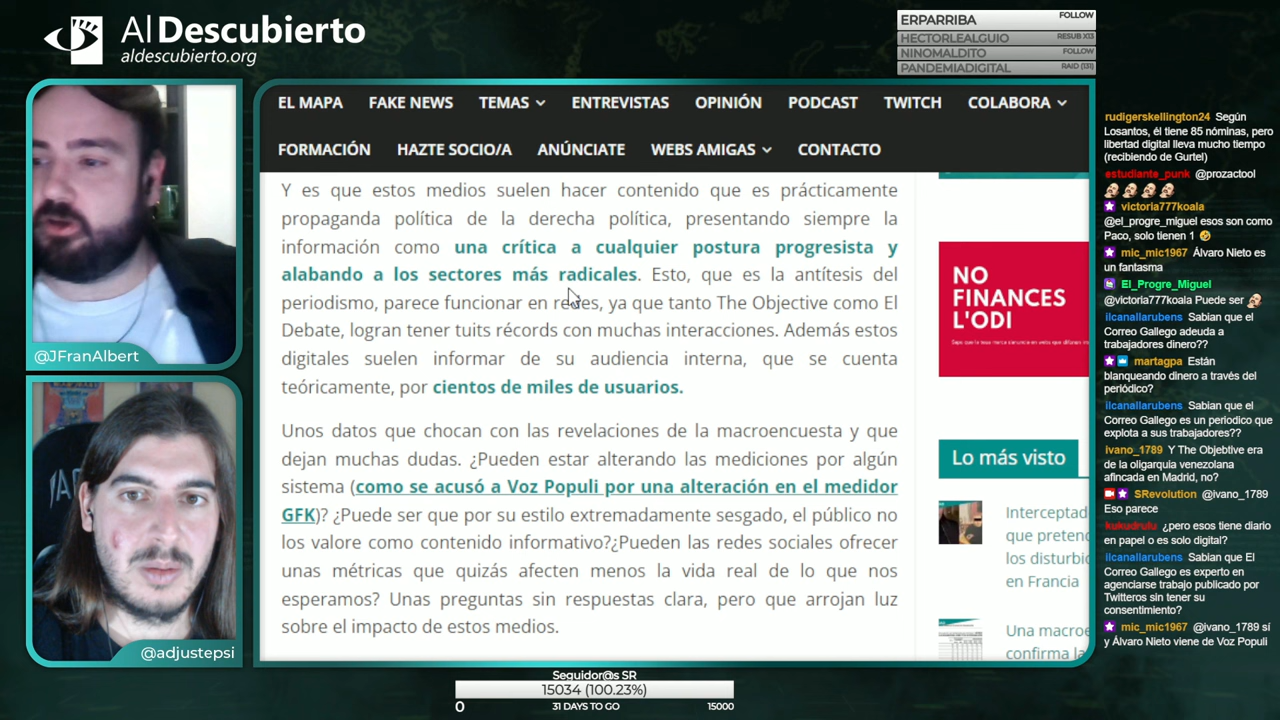 Al Descubierto
aldescubierto.org
ERPARRIBA FOLLOW
HECTORLEALGUIO RESUB X13
NINOMALDITO FOLLOW
PANDEMIADIGITAL RAID (131)
@JFranAlbert
@adjustepsi
EL MAPA FAKE NEWS TEMAS ENTREVISTAS OPINIÓN PODCAST TWITCH COLABORA
FORMACIÓN HAZTE SOCIO/A ANÚNCIATE WEBS AMIGAS CONTACTO
Y es que estos medios suelen hacer contenido que es prácticamente
propaganda política de la derecha política, presentando siempre la
información como una crítica a cualquier postura progresista y
alabando a los sectores más radicales. Esto, que es la antítesis del
periodismo, parece funcionar en redes, ya que tanto The Objective como El
Debate, logran tener tuits récords con muchas interacciones. Además estos
digitales suelen informar de su audiencia interna, que se cuenta
teóricamente, por cientos de miles de usuarios.
Unos datos que chocan con las revelaciones de la macroencuesta y que
dejan muchas dudas. ¿Pueden estar alterando las mediciones por algún
sistema (como se acusó a Voz Populi por una alteración en el medidor
GFK)? ¿Puede ser que por su estilo extremadamente sesgado, el público no
los valore como contenido informativo?¿Pueden las redes sociales ofrecer
unas métricas que quizás afecten menos la vida real de lo que nos
esperamos? Unas preguntas sin respuestas clara, pero que arrojan luz
sobre el impacto de estos medios.
NO
FINANCES
L'ODI
Lo más visto
Interceptad
que pretend
los disturbi
en Francia
Una macroe
confirma la
rudigerskellington24 Según
Losantos, él tiene 85 nóminas, pero
libertad digital lleva mucho tiempo
(recibiendo de Gurtel)
estudiante_punk @prozactool
victoria777koala
@el_progre_miguel esos son como
Paco, solo tienen 1
mic_mic1967 Álvaro Nieto es
un fantasma
El_Progre_Miguel
@victoria777koala Puede ser
ilcanallarubens Sabian que el
Correo Gallego adeuda a
trabajadores dinero??
martagpa Están
blanqueando dinero a través del
periódico?
ilcanallarubens Sabian que el
Correo Gallego es un periodico que
explota a sus trabajadores??
ivano_1789 Y The Objebtive era
de la oligarquia venezolana
afincada en Madrid, no?
SRevolution @ivano_1789
Eso parece
kukudrulu ¿pero esos tiene diario
en papel o es solo digital?
ilcanallarubens Sabian que El
Correo Gallego es experto en
agenciarse trabajo publicado por
Twitteros sin tener su
consentimiento?
mic_mic1967 @ivano_1789 sí
y Álvaro Nieto viene de Voz Populi
Seguidor@s SR
15034 (100.23%)
0 31 DAYS TO GO 15000